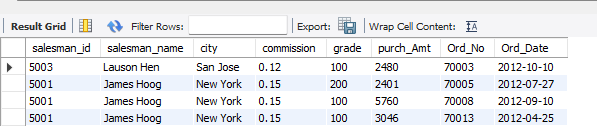 Result Grid Filter Rows: Export: Wrap Cell Content: IA
salesman_id salesman_name city commission grade purch_Amt Ord_No Ord_Date
5003 Lauson Hen San Jose 0.12 100 2480 70003 2012-10-10
5001 James Hoog New York 0.15 200 2401 70005 2012-07-27
5001 James Hoog New York 0.15 100 5760 70008 2012-09-10
5001 James Hoog New York 0.15 100 3046 70013 2012-04-25